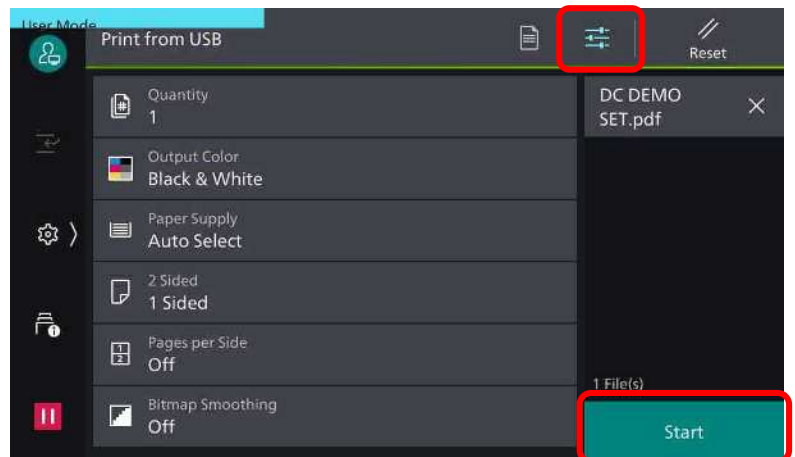 User Mode
Print from USB
Reset
Quantity
1
DC DEMO
SET.pdf
Output Color
Black & White
Paper Supply
Auto Select
2 Sided
1 Sided
Pages per Side
Off
Bitmap Smoothing
Off
1 File(s)
Start